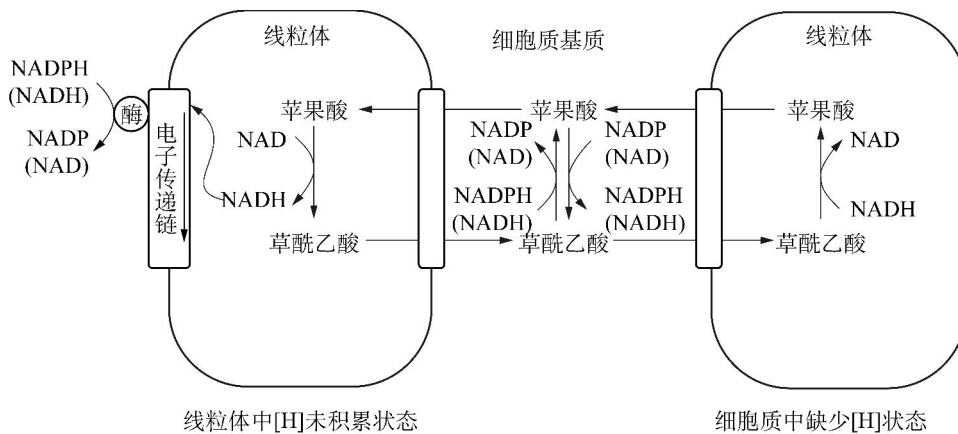 线粒体
细胞质基质
线粒体
NADPH
(NADH)
酶
NADP
(NAD)
电子传递链
苹果酸
NAD
NADH
草酰乙酸
苹果酸
NADP
(NAD)
NADP
(NAD)
NADPH
(NADH)
NADPH
(NADH)
草酰乙酸
苹果酸
NAD
NADH
草酰乙酸
线粒体中[H]未积累状态
细胞质中缺少[H]状态